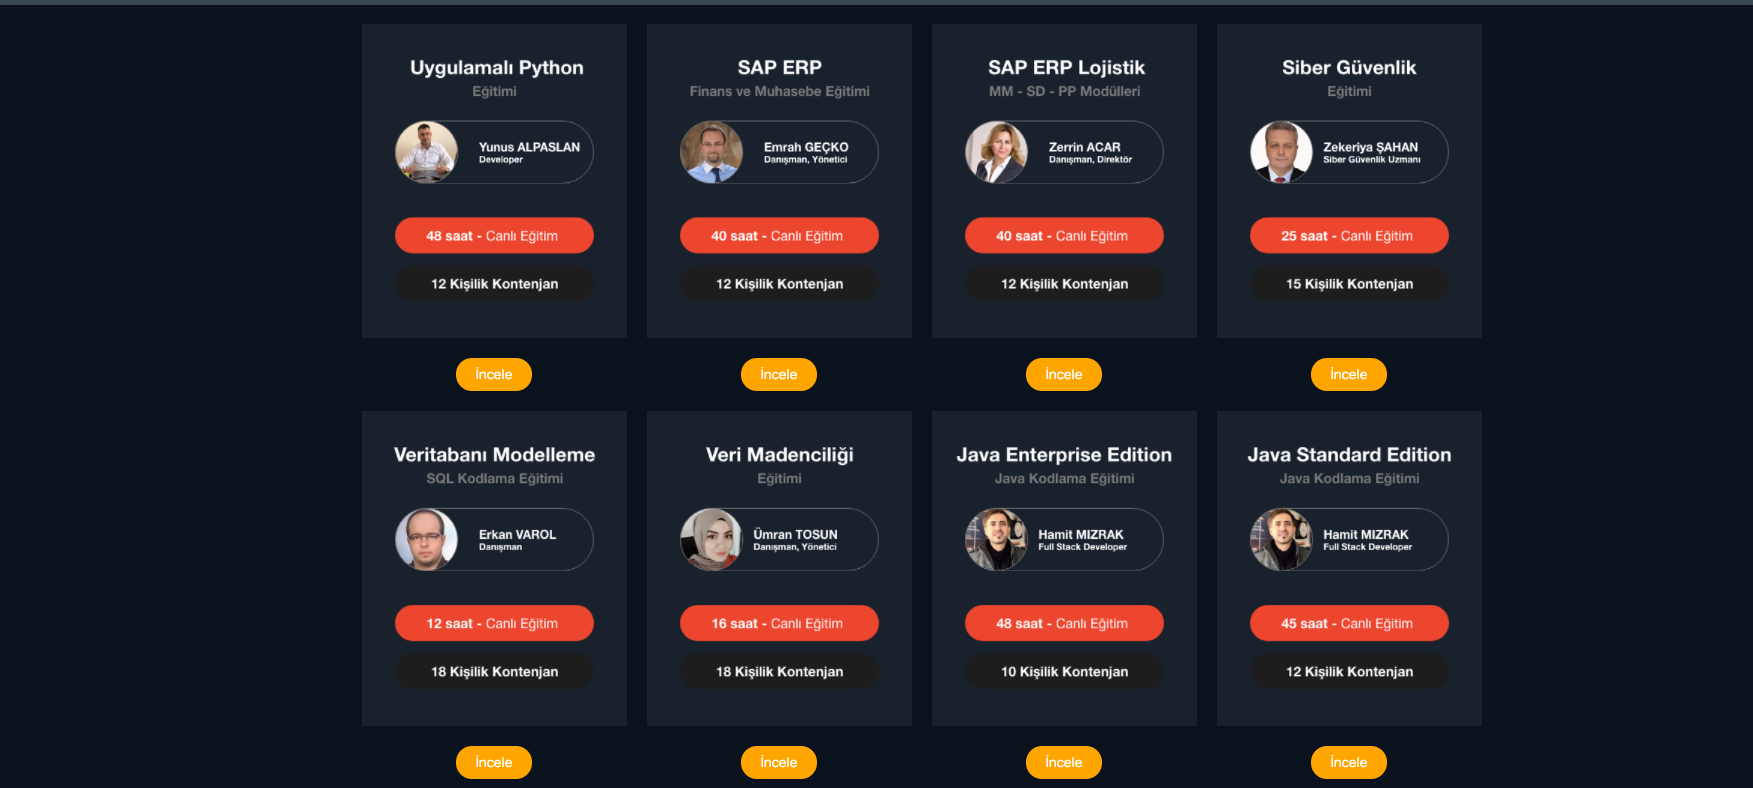 Uygulamalı Python
Eğitimi
Yunus ALPASLAN
Developer
48 saat - Canlı Eğitim
12 Kişilik Kontenjan
İncele
SAP ERP
Finans ve Muhasebe Eğitimi
Emrah GEÇKO
Danışman, Yönetici
40 saat - Canlı Eğitim
12 Kişilik Kontenjan
İncele
SAP ERP Lojistik
MM - SD - PP Modülleri
Zerrin ACAR
Danışman, Direktör
40 saat - Canlı Eğitim
12 Kişilik Kontenjan
İncele
Siber Güvenlik
Eğitimi
Zekeriya ŞAHAN
Siber Güvenlik Uzmanı
25 saat - Canlı Eğitim
15 Kişilik Kontenjan
İncele
Veritabanı Modelleme
SQL Kodlama Eğitimi
Erkan VAROL
Danışman
12 saat - Canlı Eğitim
18 Kişilik Kontenjan
İncele
Veri Madenciliği
Eğitimi
Ümran TOSUN
Danışman, Yönetici
16 saat - Canlı Eğitim
18 Kişilik Kontenjan
İncele
Java Enterprise Edition
Java Kodlama Eğitimi
Hamit MIZRAK
Full Stack Developer
48 saat - Canlı Eğitim
10 Kişilik Kontenjan
İncele
Java Standard Edition
Java Kodlama Eğitimi
Hamit MIZRAK
Full Stack Developer
45 saat - Canlı Eğitim
12 Kişilik Kontenjan
İncele